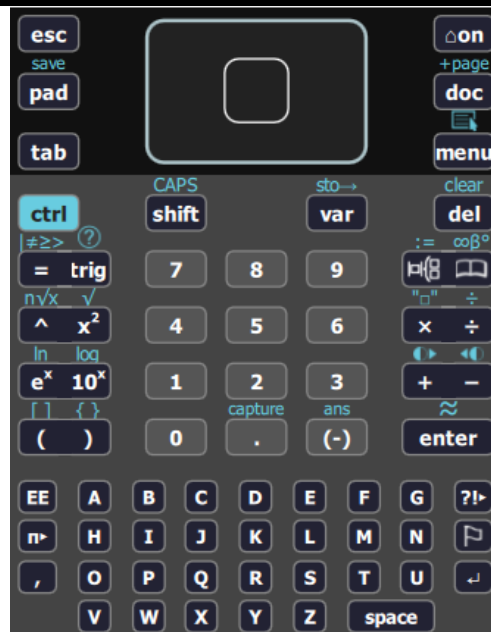 esc ⌂on
save +page
pad doc
tab menu
CAPS sto→ clear
ctrl shift var del
|≠≥> ? := ∞β°
= trig 7 8 9
n√x √ "□" ÷
^ x² 4 5 6 × ÷
ln log
eˣ 10ˣ 1 2 3 + −
[ ] { } capture ans ≈
( ) 0 . (-) enter
EE A B C D E F G ?!▸
π▸ H I J K L M N
, O P Q R S T U ↵
V W X Y Z space